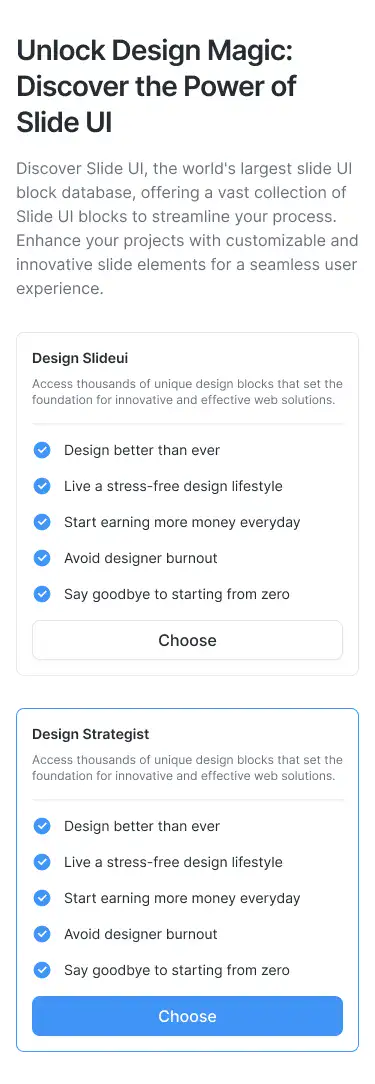 Unlock Design Magic:
Discover the Power of
Slide UI
Discover Slide UI, the world's largest slide UI
block database, offering a vast collection of
Slide UI blocks to streamline your process.
Enhance your projects with customizable and
innovative slide elements for a seamless user
experience.
Design Slideui
Access thousands of unique design blocks that set the
foundation for innovative and effective web solutions.
Design better than ever
Live a stress-free design lifestyle
Start earning more money everyday
Avoid designer burnout
Say goodbye to starting from zero
Choose
Design Strategist
Access thousands of unique design blocks that set the
foundation for innovative and effective web solutions.
Design better than ever
Live a stress-free design lifestyle
Start earning more money everyday
Avoid designer burnout
Say goodbye to starting from zero
Choose